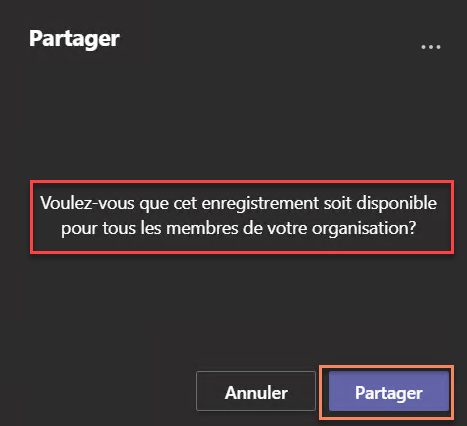 Partager
Voulez-vous que cet enregistrement soit disponible
pour tous les membres de votre organisation?
Annuler
Partager